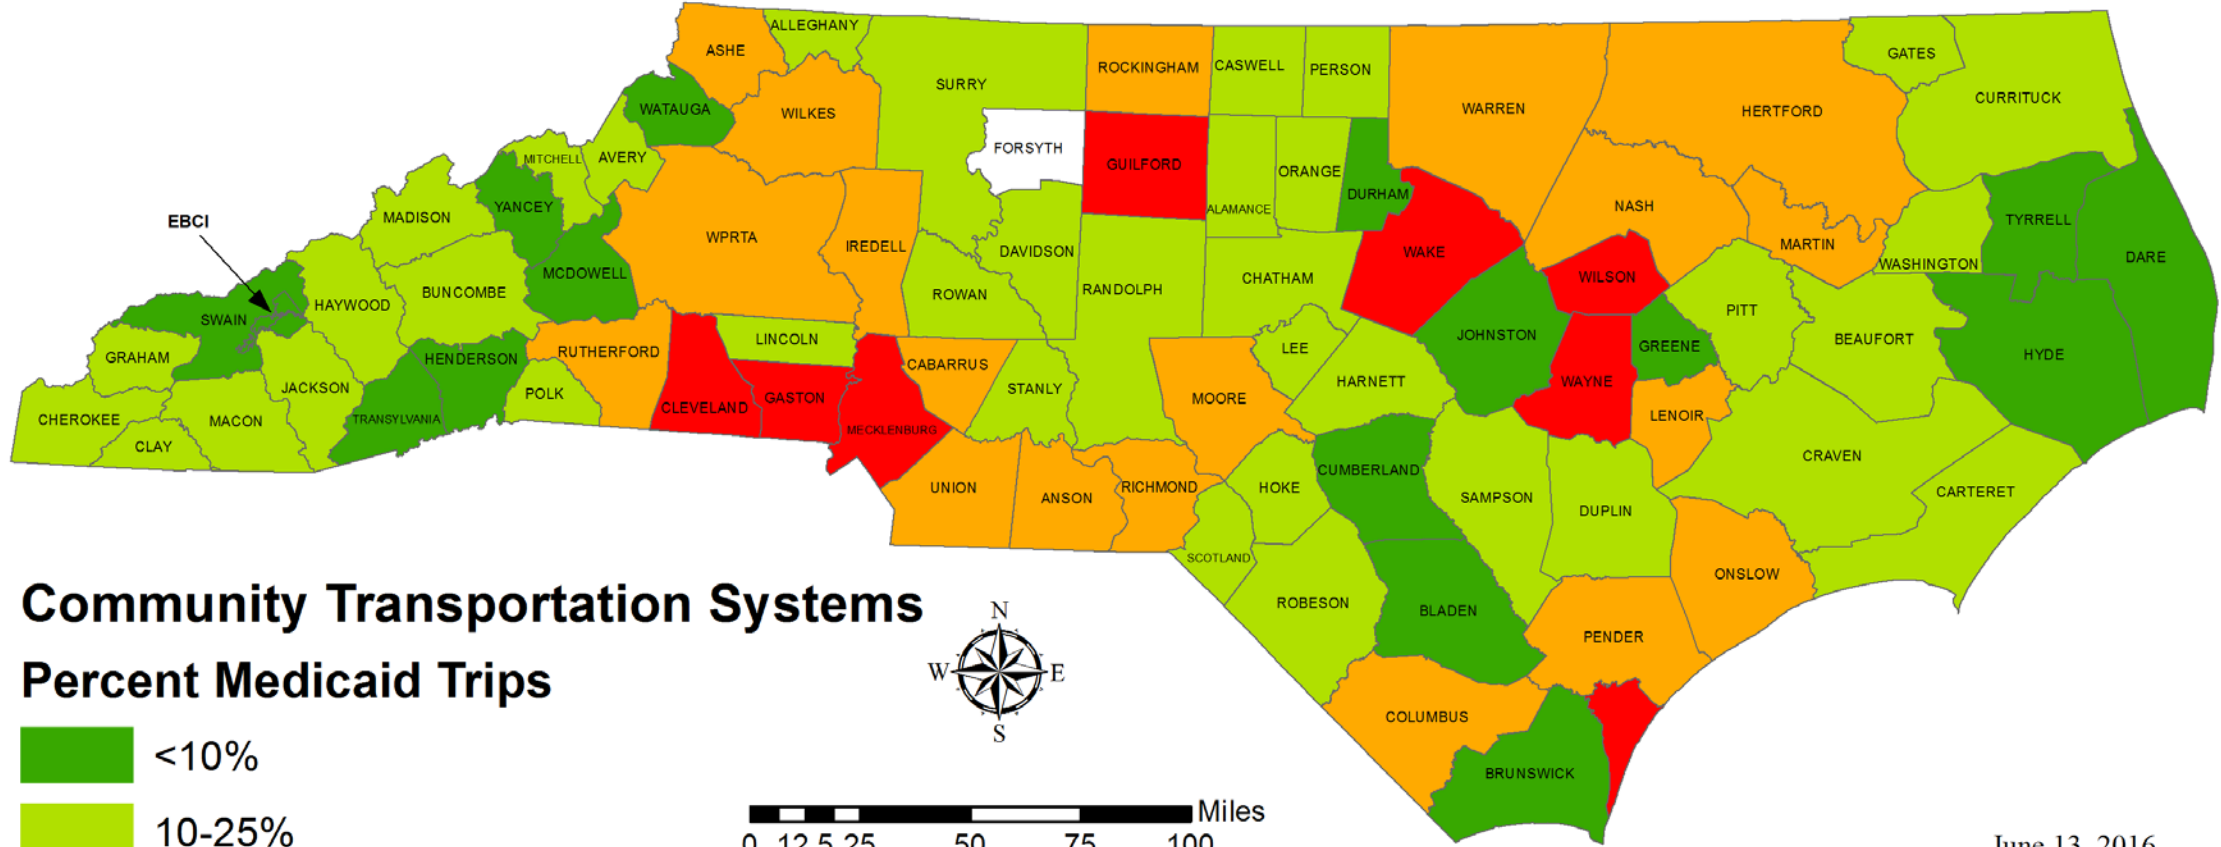 ALLEGHANY
ASHE
SURRY
ROCKINGHAM
CASWELL
PERSON
WARREN
HERTFORD
GATES
CURRITUCK
WATAUGA
WILKES
FORSYTH
GUILFORD
ORANGE
DURHAM
ALAMANCE
MITCHELL
AVERY
YANCEY
MADISON
EBCI
WPRTA
IREDELL
DAVIDSON
NASH
MARTIN
TYRRELL
DARE
WASHINGTON
WAKE
WILSON
MCDOWELL
BUNCOMBE
HAYWOOD
SWAIN
ROWAN
RANDOLPH
CHATHAM
PITT
BEAUFORT
HYDE
GRAHAM
HENDERSON
RUTHERFORD
LINCOLN
CABARRUS
LEE
JOHNSTON
GREENE
JACKSON
POLK
CLEVELAND
GASTON
STANLY
MOORE
HARNETT
WAYNE
LENOIR
CHEROKEE
CLAY
MACON
TRANSYLVANIA
MECKLENBURG
CRAVEN
UNION
ANSON
RICHMOND
HOKE
CUMBERLAND
SAMPSON
DUPLIN
CARTERET
SCOTLAND
ROBESON
BLADEN
ONSLOW
PENDER
COLUMBUS
BRUNSWICK
Community Transportation Systems
Percent Medicaid Trips
<10%
10-25%
N
W E
S
Miles
0 12.5 25 50 75 100
June 13, 2016